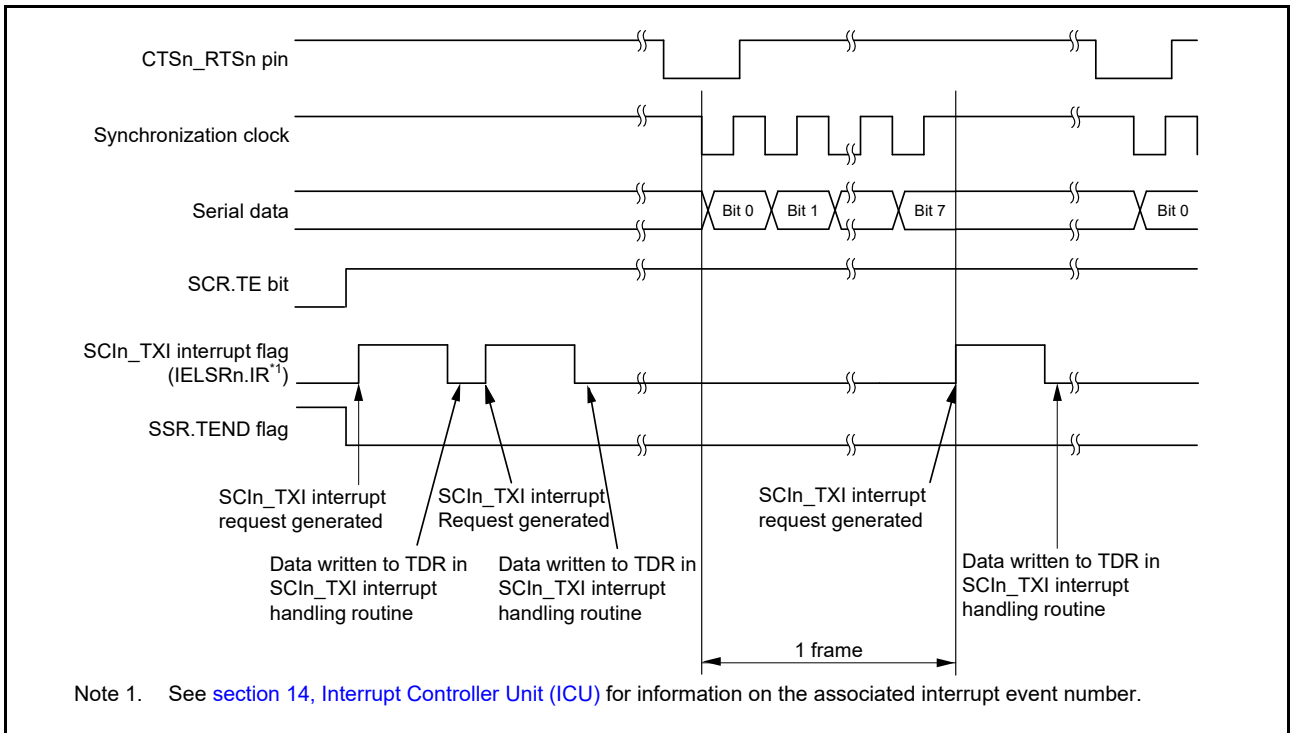 CTSn_RTSn pin
Synchronization clock
Serial data
Bit 0
Bit 1
Bit 7
Bit 0
SCR.TE bit
SCIn_TXI interrupt flag
(IELSRn.IR*1)
SSR.TEND flag
SCIn_TXI interrupt
request generated
SCIn_TXI interrupt
Request generated
SCIn_TXI interrupt
request generated
Data written to TDR in
SCIn_TXI interrupt
handling routine
Data written to TDR in
SCIn_TXI interrupt
handling routine
Data written to TDR in
SCIn_TXI interrupt
handling routine
1 frame
Note 1. See section 14, Interrupt Controller Unit (ICU) for information on the associated interrupt event number.